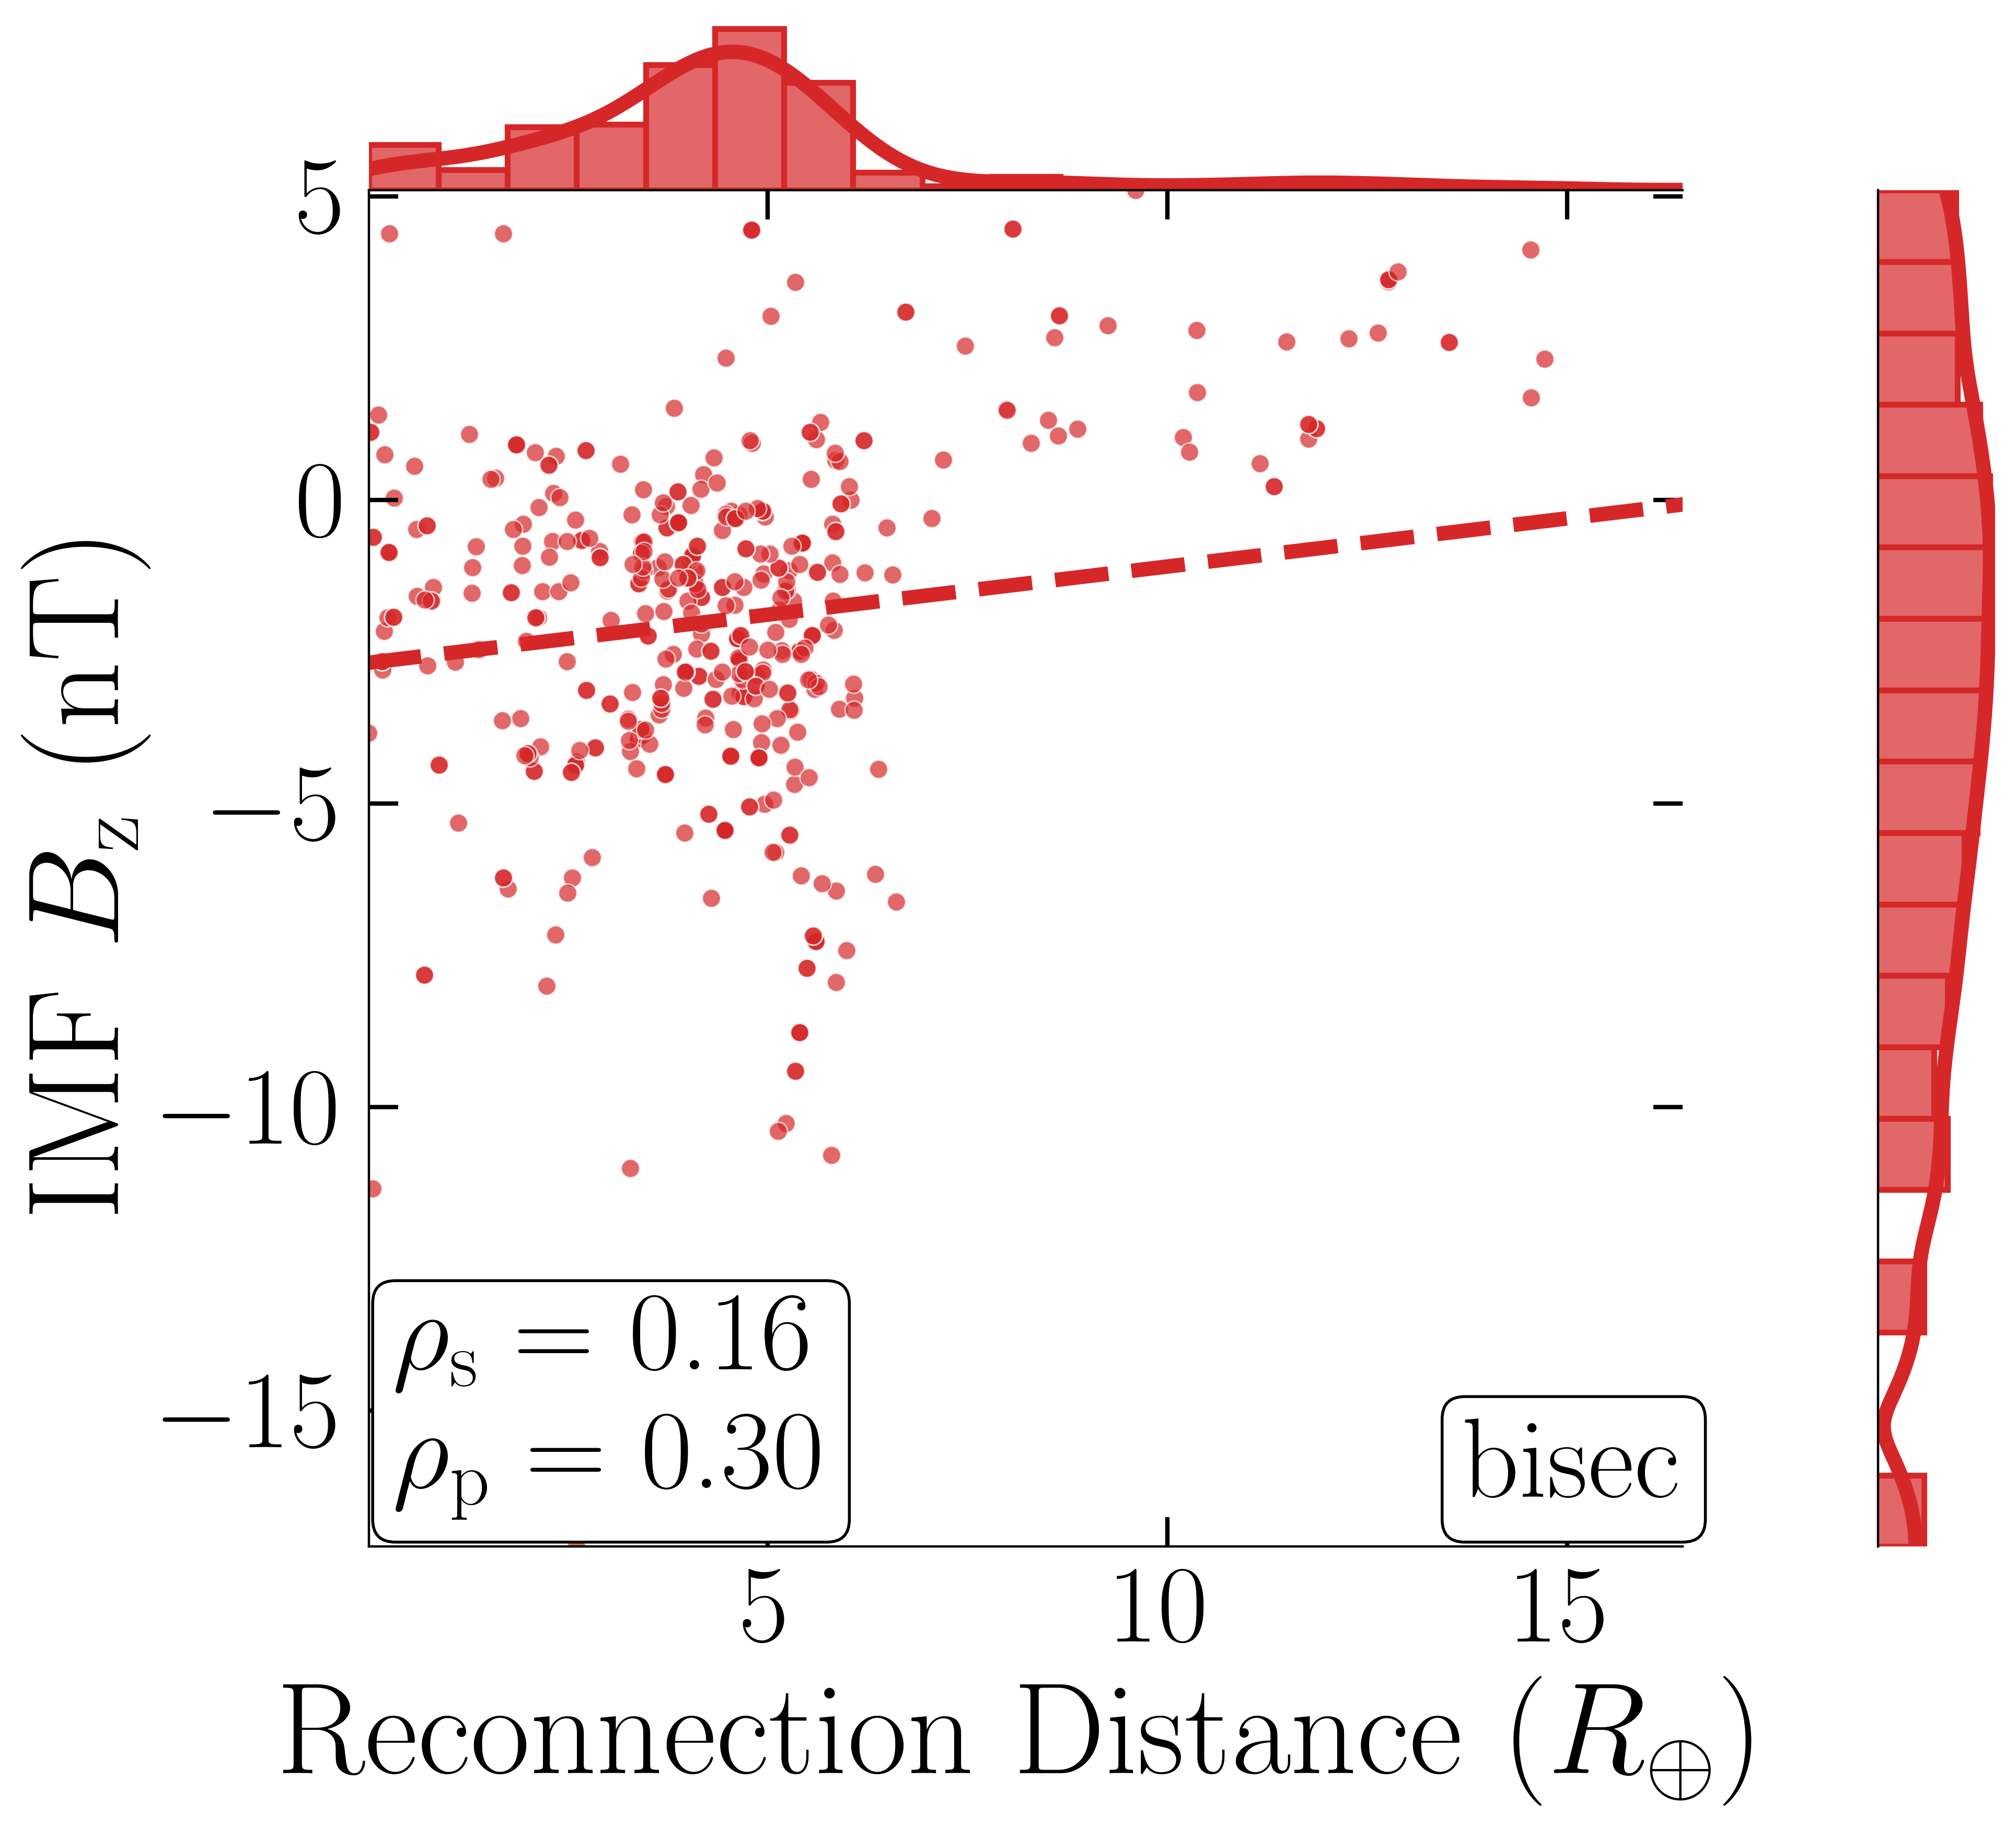 5
0
−5
−10
−15
IMF B_z (nT)
ρ_s = 0.16
ρ_p = 0.30
bisec
5 10 15
Reconnection Distance (R_⊕)